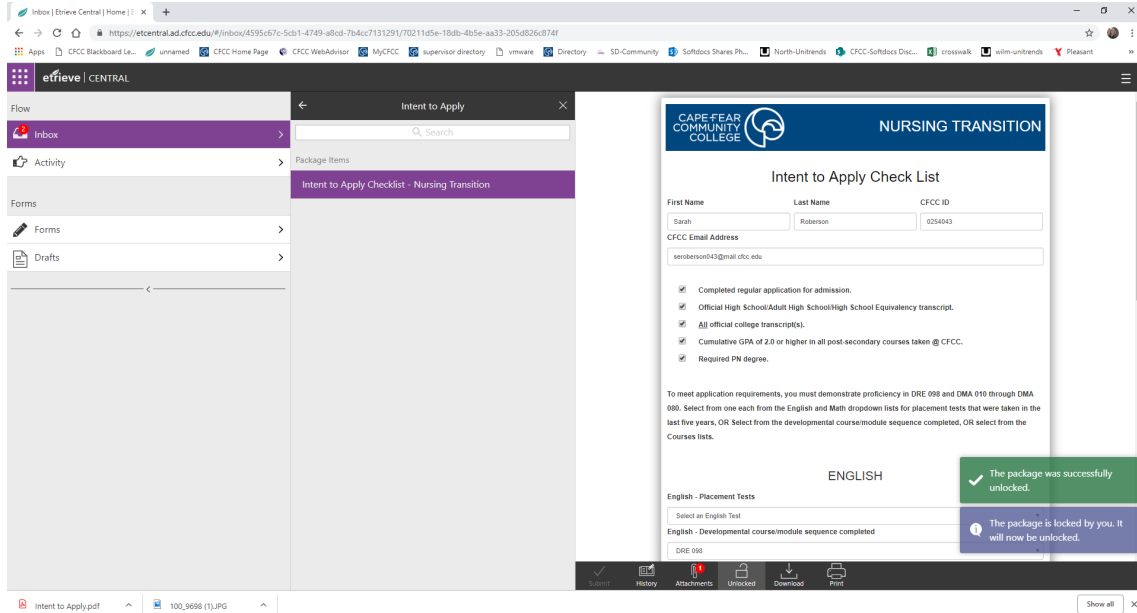 Inbox | Etrieve Central | Home | E
https://etcentral.ad.cfcc.edu/#/inbox/4595c67c-5cb1-4749-a8cd-7b4cc7131291/70211d5e-18db-4b5e-aa33-205d826c874f
Apps CFCC Blackboard Le... unnamed CFCC Home Page CFCC WebAdvisor MyCFCC supervisor directory vmware Directory SD-Community Softdocs Shares Ph... North-Unitrends CFCC-Softdocs Disc... crosswalk wilm-unitrends Pleasant »
etrieve | CENTRAL
Flow
2
Inbox
Activity
Forms
Forms
Drafts
Intent to Apply
Search
Package Items
Intent to Apply Checklist - Nursing Transition
CAPE FEAR
COMMUNITY
COLLEGE
NURSING TRANSITION
Intent to Apply Check List
First Name Last Name CFCC ID
Sarah Roberson 0254043
CFCC Email Address
seroberson043@mail.cfcc.edu
Completed regular application for admission.
Official High School/Adult High School/High School Equivalency transcript.
All official college transcript(s).
Cumulative GPA of 2.0 or higher in all post-secondary courses taken @ CFCC.
Required PN degree.
To meet application requirements, you must demonstrate proficiency in DRE 098 and DMA 010 through DMA
080. Select from one each from the English and Math dropdown lists for placement tests that were taken in the
last five years, OR Select from the developmental course/module sequence completed, OR select from the
Courses lists.
ENGLISH
English - Placement Tests
Select an English Test
English - Developmental course/module sequence completed
DRE 098
The package was successfully
unlocked.
The package is locked by you. It
will now be unlocked.
1
Submit History Attachments Unlocked Download Print
Intent to Apply.pdf 100_9698 (1).JPG Show all